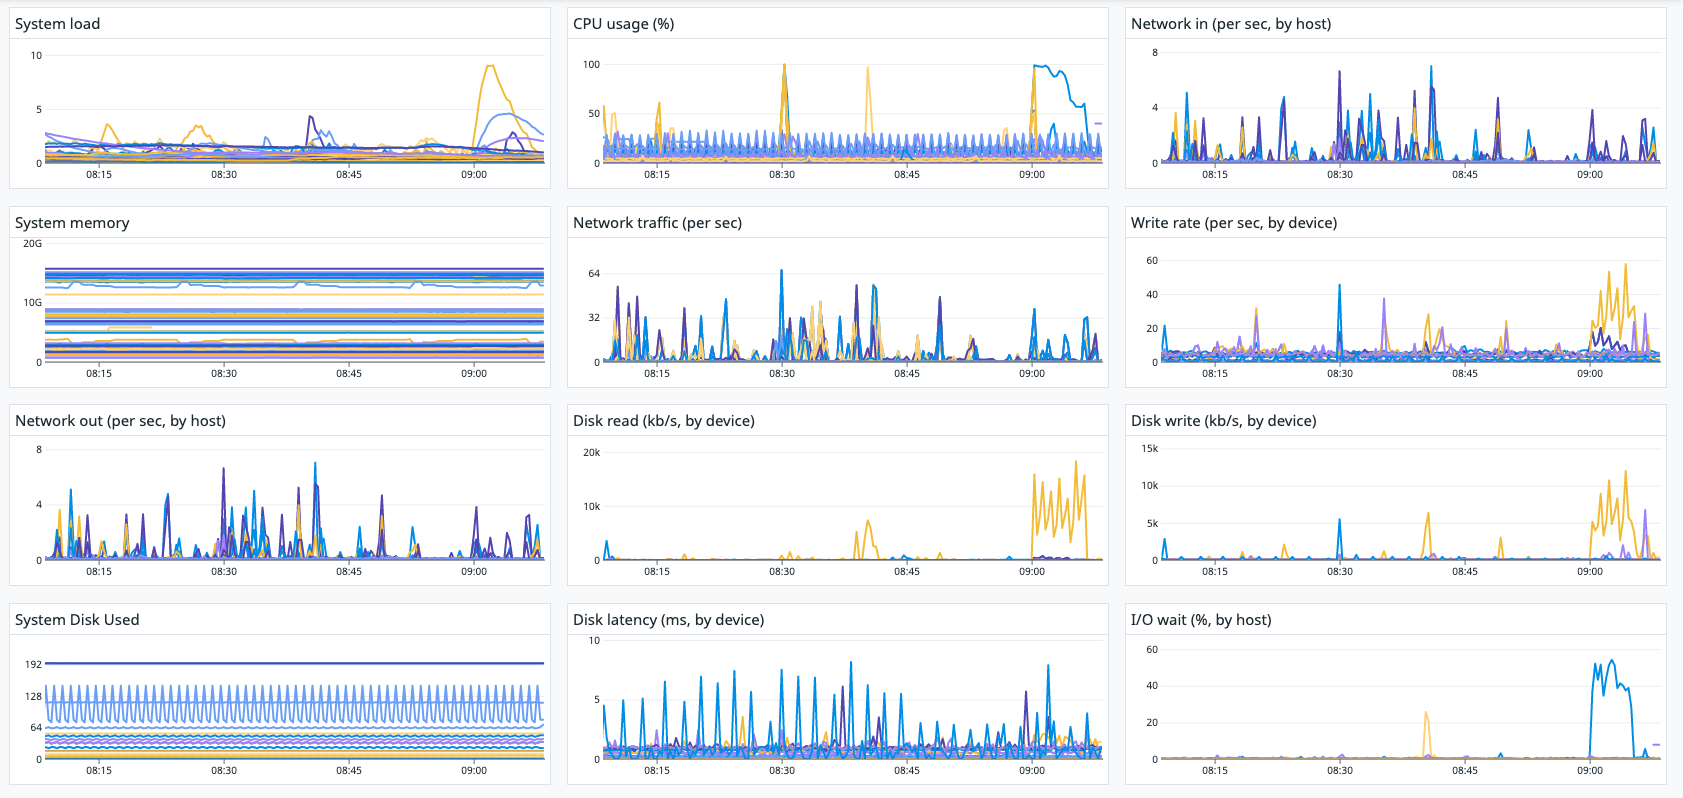 System load
10
5
0
08:15 08:30 08:45 09:00
CPU usage (%)
100
50
0
08:15 08:30 08:45 09:00
Network in (per sec, by host)
8
4
0
08:15 08:30 08:45 09:00
System memory
20G
10G
0
08:15 08:30 08:45 09:00
Network traffic (per sec)
64
32
0
08:15 08:30 08:45 09:00
Write rate (per sec, by device)
60
40
20
0
08:15 08:30 08:45 09:00
Network out (per sec, by host)
8
4
0
08:15 08:30 08:45 09:00
Disk read (kb/s, by device)
20k
10k
0
08:15 08:30 08:45 09:00
Disk write (kb/s, by device)
15k
10k
5k
0
08:15 08:30 08:45 09:00
System Disk Used
192
128
64
0
08:15 08:30 08:45 09:00
Disk latency (ms, by device)
10
5
0
08:15 08:30 08:45 09:00
I/O wait (%, by host)
60
40
20
0
08:15 08:30 08:45 09:00